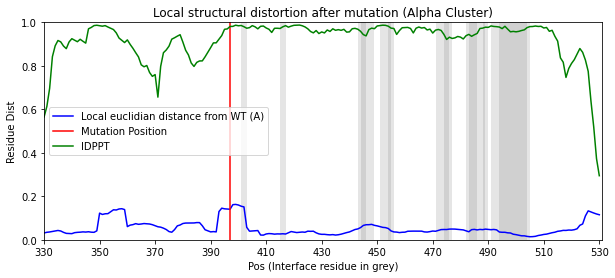 Local structural distortion after mutation (Alpha Cluster)
1.0
0.8
0.6
0.4
0.2
0.0
Residue Dist
Local euclidian distance from WT (A)
Mutation Position
IDPPT
330 350 370 390 410 430 450 470 490 510 530
Pos (Interface residue in grey)